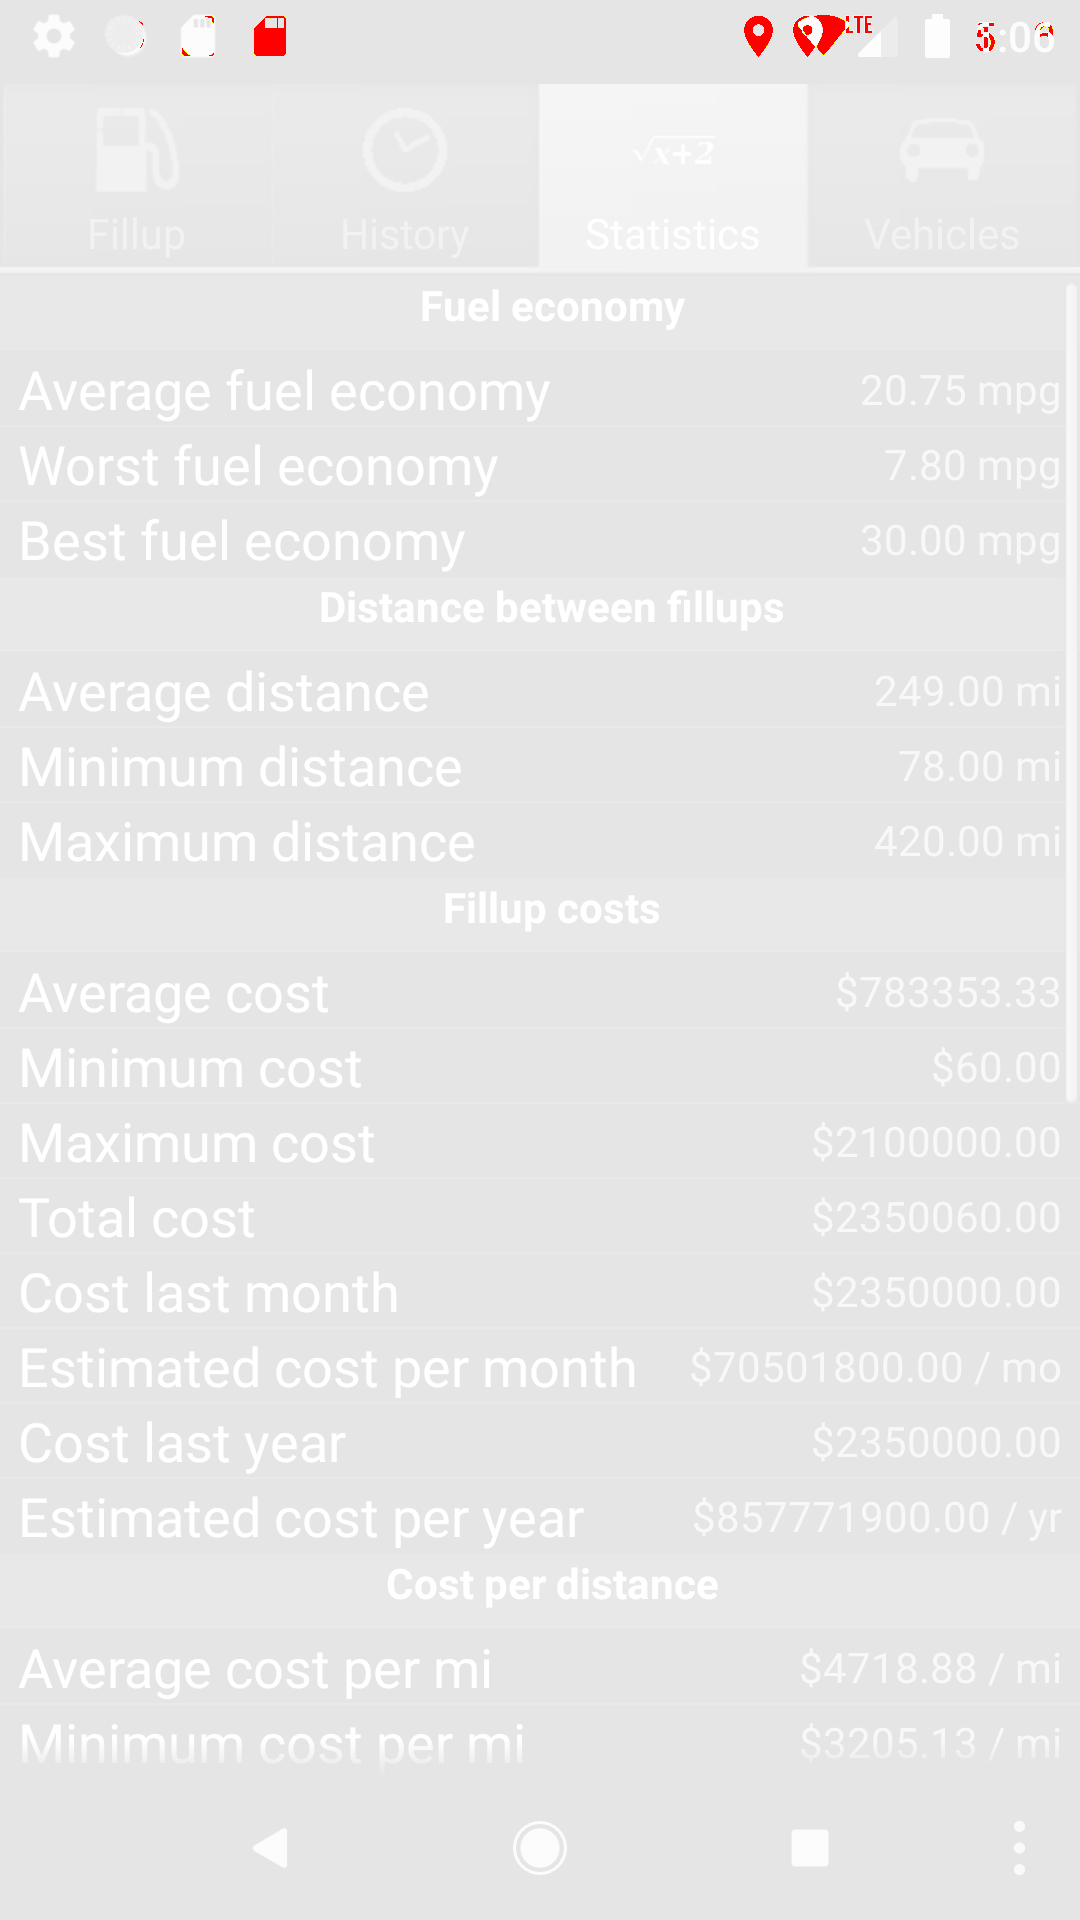 LTE
Fillup
History
√x+2
Statistics
Vehicles
Fuel economy
Average fuel economy 20.75 mpg
Worst fuel economy 7.80 mpg
Best fuel economy 30.00 mpg
Distance between fillups
Average distance 249.00 mi
Minimum distance 78.00 mi
Maximum distance 420.00 mi
Fillup costs
Average cost $783353.33
Minimum cost $60.00
Maximum cost $2100000.00
Total cost $2350060.00
Cost last month $2350000.00
Estimated cost per month $70501800.00 / mo
Cost last year $2350000.00
Estimated cost per year $857771900.00 / yr
Cost per distance
Average cost per mi $4718.88 / mi
Minimum cost per mi $3205.13 / mi